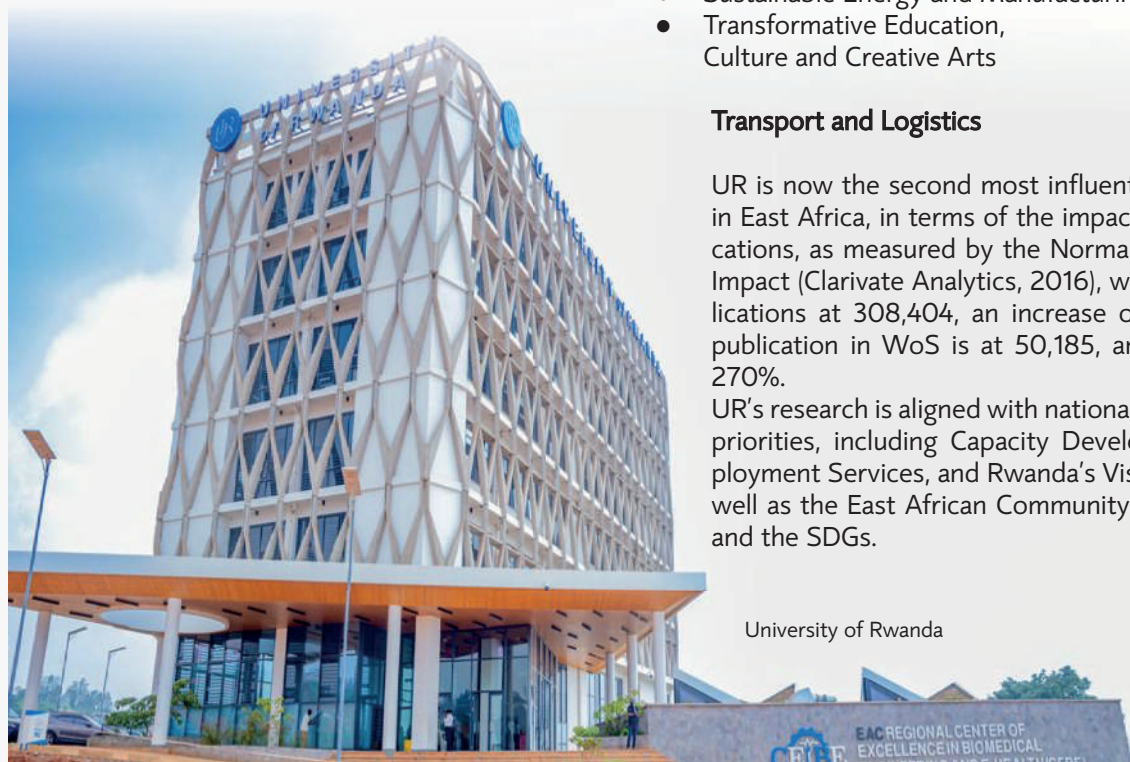 Transformative Education,
Culture and Creative Arts
Transport and Logistics
UR is now the second most influent
in East Africa, in terms of the impac
cations, as measured by the Norma
Impact (Clarivate Analytics, 2016), w
lications at 308,404, an increase o
publication in WoS is at 50,185, a
270%.
UR’s research is aligned with national
priorities, including Capacity Devel
ployment Services, and Rwanda’s Vis
well as the East African Community
and the SDGs.
UNIVERSITY
of RWANDA
UR
University of Rwanda
EAC REGIONAL CENTER OF
EXCELLENCE IN BIOMEDICAL
CEBE